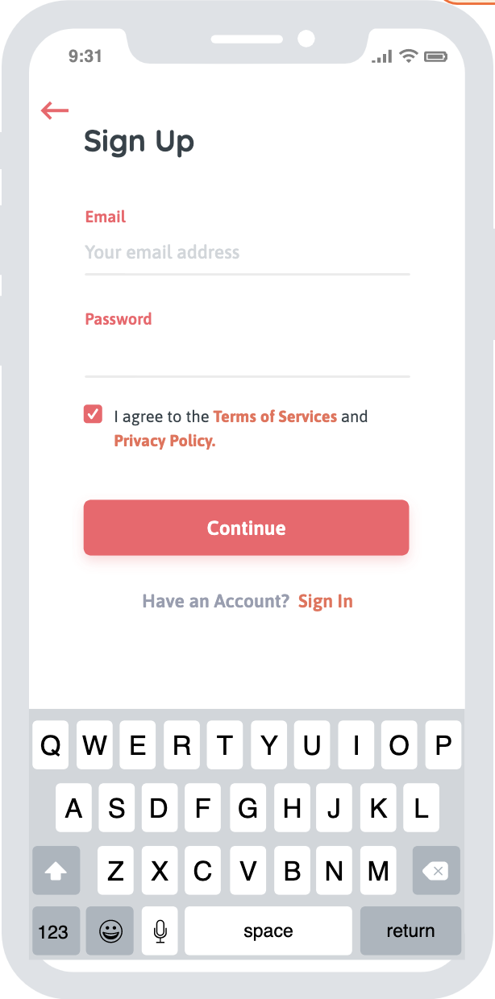 9:31
Sign Up
Email
Your email address
Password
I agree to the Terms of Services and
Privacy Policy.
Continue
Have an Account? Sign In
Q W E R T Y U I O P
A S D F G H J K L
Z X C V B N M
123 space return